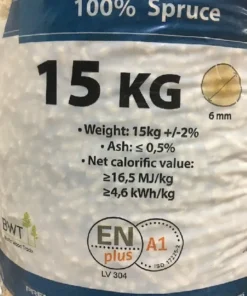 100% Spruce
15 KG
6 mm
• Weight: 15kg +/-2%
• Ash: ≤ 0,5%
• Net calorific value:
≥16,5 MJ/kg
≥4,6 kWh/kg
BWT
EN
plus
A1
LV 304